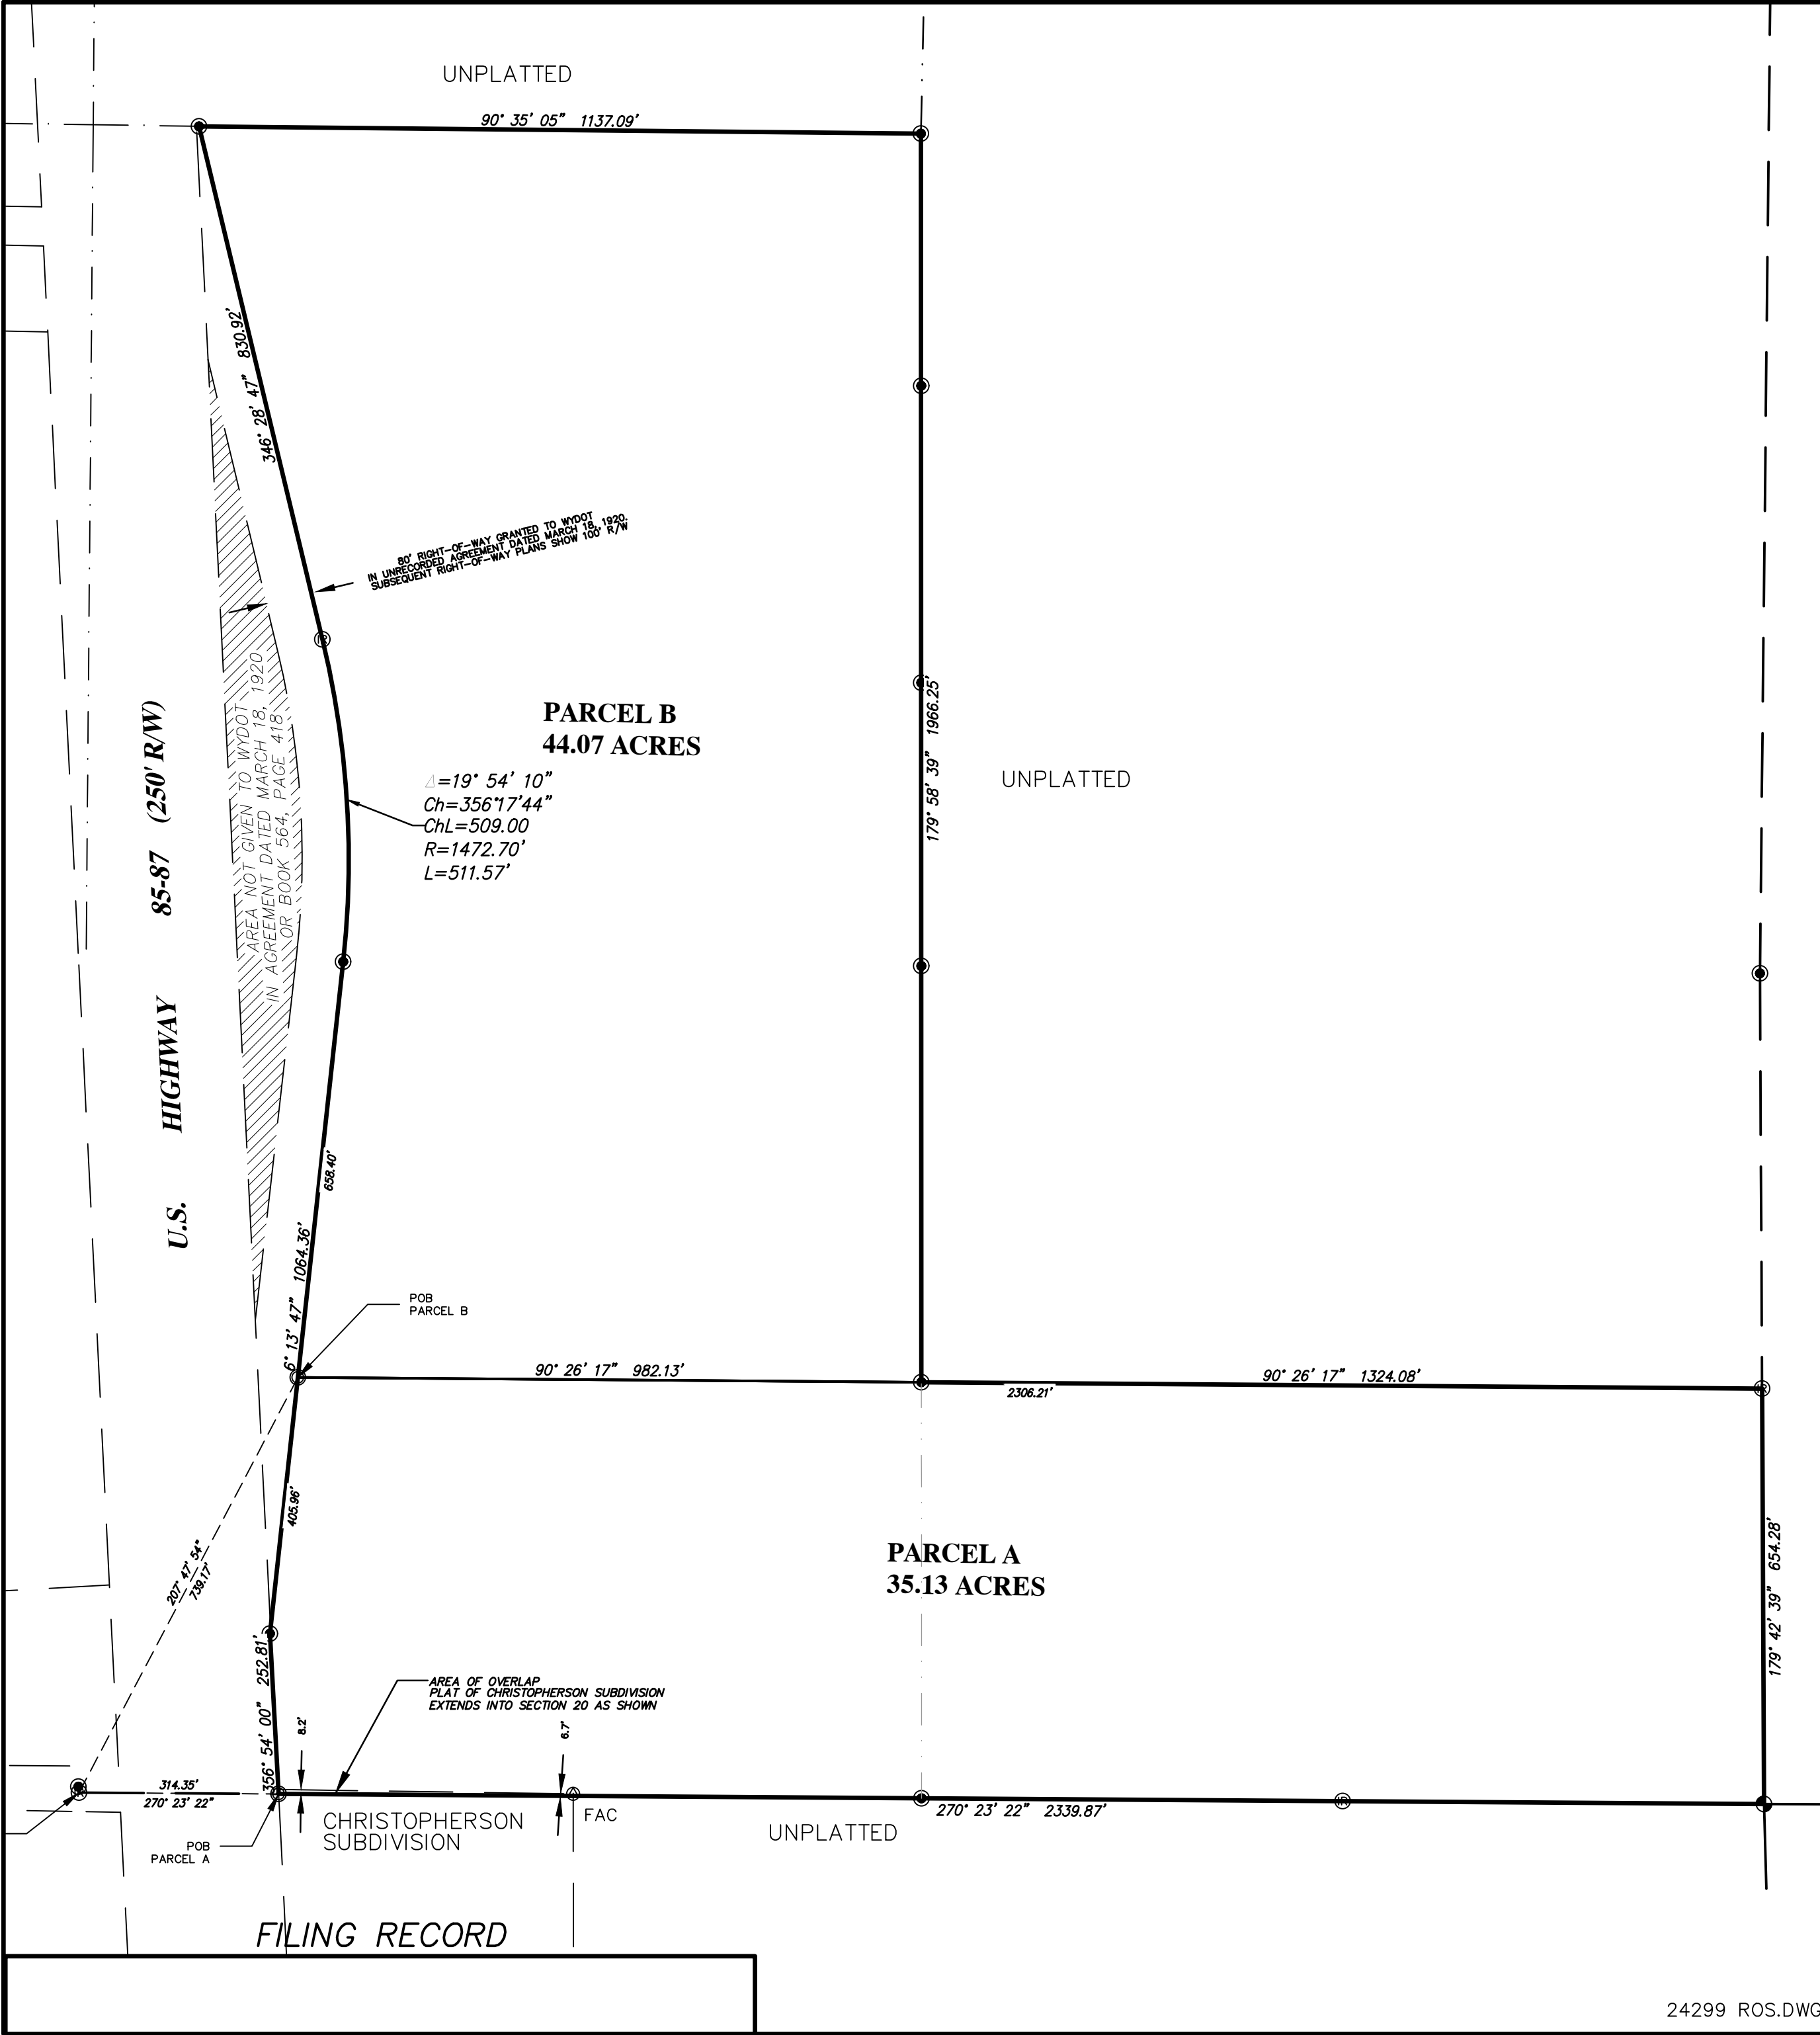 UNPLATTED
90° 35' 05" 1137.09'
346° 28' 47" 830.92'
80' RIGHT-OF-WAY GRANTED TO WYDOT
IN UNRECORDED AGREEMENT DATED MARCH 18, 1920.
SUBSEQUENT RIGHT-OF-WAY PLANS SHOW 100' R/W
AREA NOT GIVEN TO WYDOT
IN AGREEMENT DATED MARCH 18, 1920
OR BOOK 564, PAGE 418
U.S. HIGHWAY 85-87 (250' R/W)
PARCEL B
44.07 ACRES
Δ=19° 54' 10"
Ch=356°17'44"
ChL=509.00
R=1472.70'
L=511.57'
179° 58' 39" 1966.25'
UNPLATTED
658.40'
6° 13' 47" 1064.36'
POB
PARCEL B
90° 26' 17" 982.13'
2306.21'
90° 26' 17" 1324.08'
405.96'
207° 47' 54"
739.17'
PARCEL A
35.13 ACRES
179° 42' 39" 654.28'
356° 54' 00" 252.81'
AREA OF OVERLAP
PLAT OF CHRISTOPHERSON SUBDIVISION
EXTENDS INTO SECTION 20 AS SHOWN
8.2'
6.7'
314.35'
270° 23' 22"
POB
PARCEL A
CHRISTOPHERSON
SUBDIVISION
FAC
UNPLATTED
270° 23' 22" 2339.87'
FILING RECORD
24299 ROS.DWG